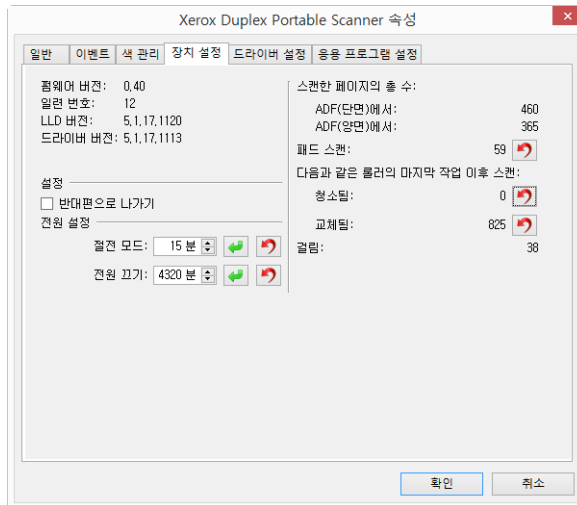 Xerox Duplex Portable Scanner 속성
일반 이벤트 색 관리 장치 설정 드라이버 설정 응용 프로그램 설정
펌웨어 버전: 0.40
일련 번호: 12
LLD 버전: 5.1.17.1120
드라이버 버전: 5.1.17.1113
설정
반대편으로 나가기
전원 설정
절전 모드: 15 분
전원 끄기: 4320 분
스캔한 페이지의 총 수:
ADF(단면)에서: 460
ADF(양면)에서: 365
패드 스캔: 59
다음과 같은 롤러의 마지막 작업 이후 스캔:
청소됨: 0
교체됨: 825
걸림: 38
확인 취소